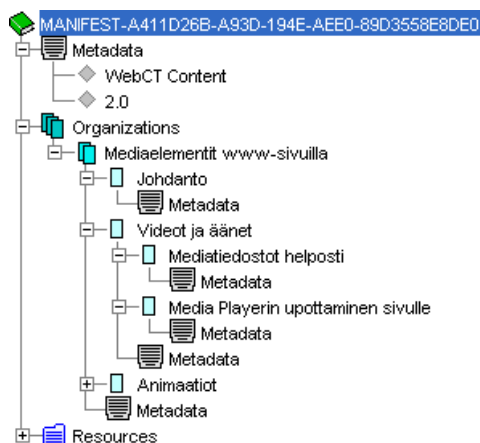 MANIFEST-A411D26B-A93D-194E-AEE0-89D3558E8DE0
Metadata
WebCT Content
2.0
Organizations
Mediaelementit www-sivuilla
Johdanto
Metadata
Videot ja äänet
Mediatiedostot helposti
Metadata
Media Playerin upottaminen sivulle
Metadata
Metadata
Animaatiot
Metadata
Resources